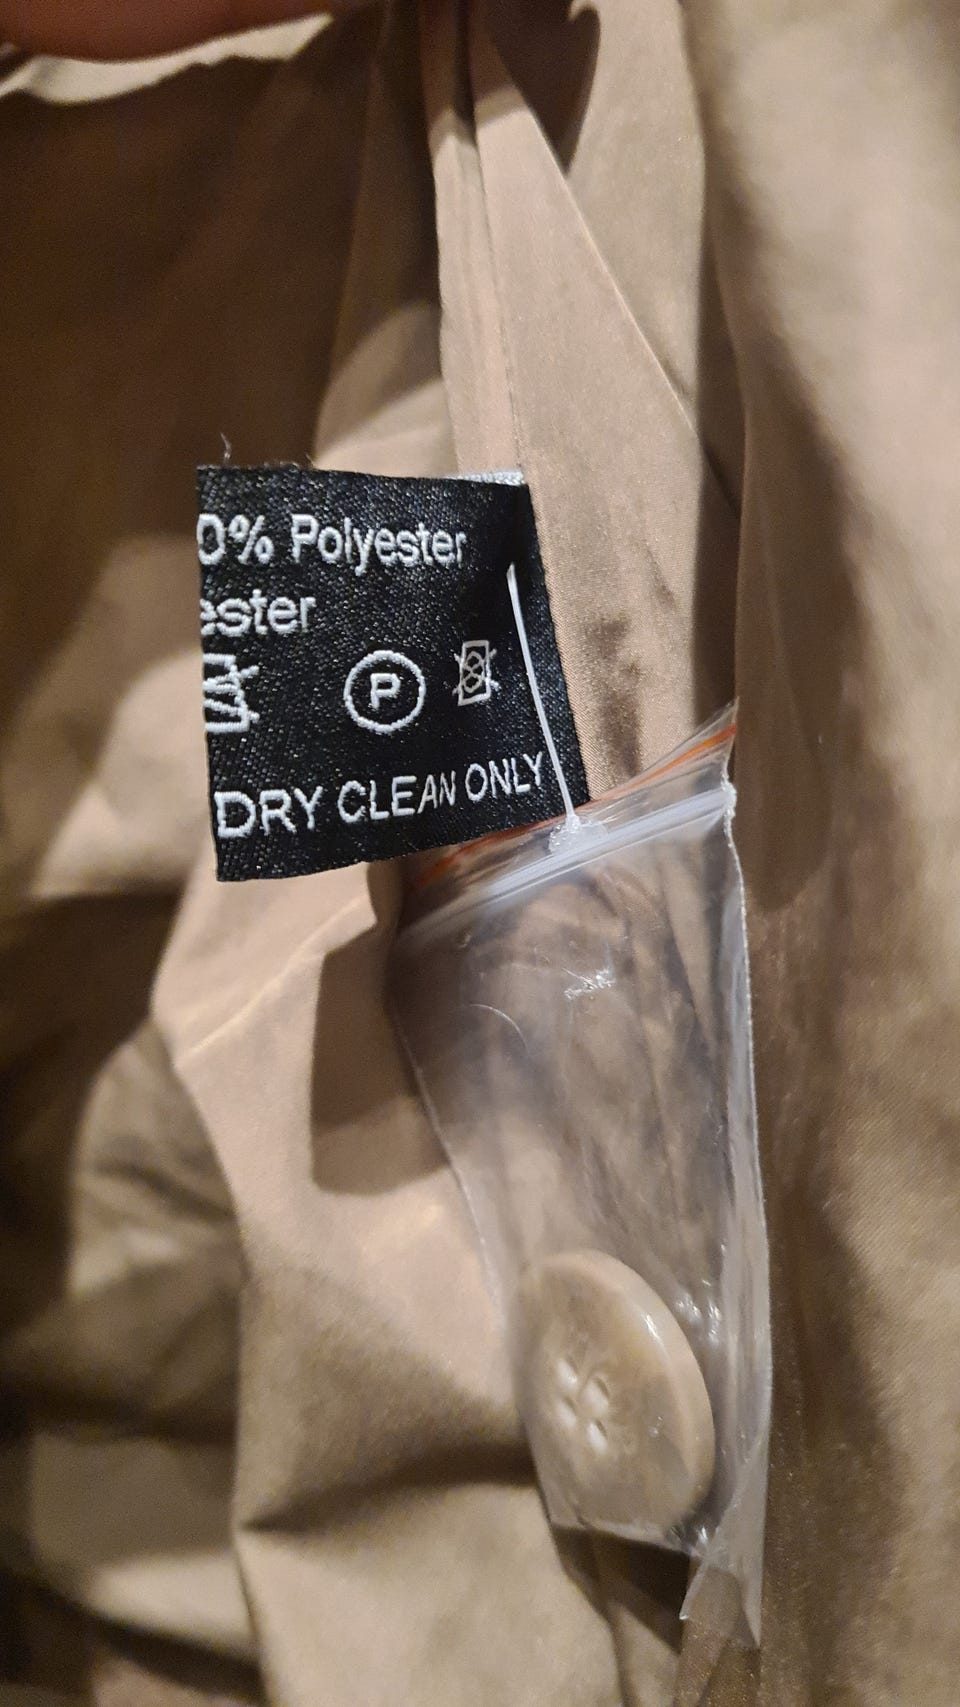 0% Polyester
ester
P
DRY CLEAN ONLY